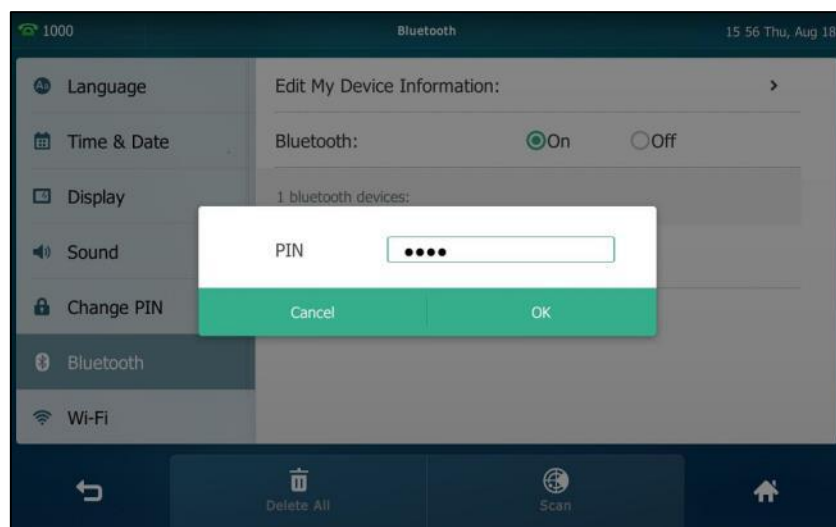 1000 Bluetooth 15 56 Thu, Aug 18
Language
Time & Date
Display
Sound
Change PIN
Bluetooth
Wi-Fi
Edit My Device Information:
Bluetooth: On Off
1 bluetooth devices:
PIN ••••
Cancel OK
Delete All Scan